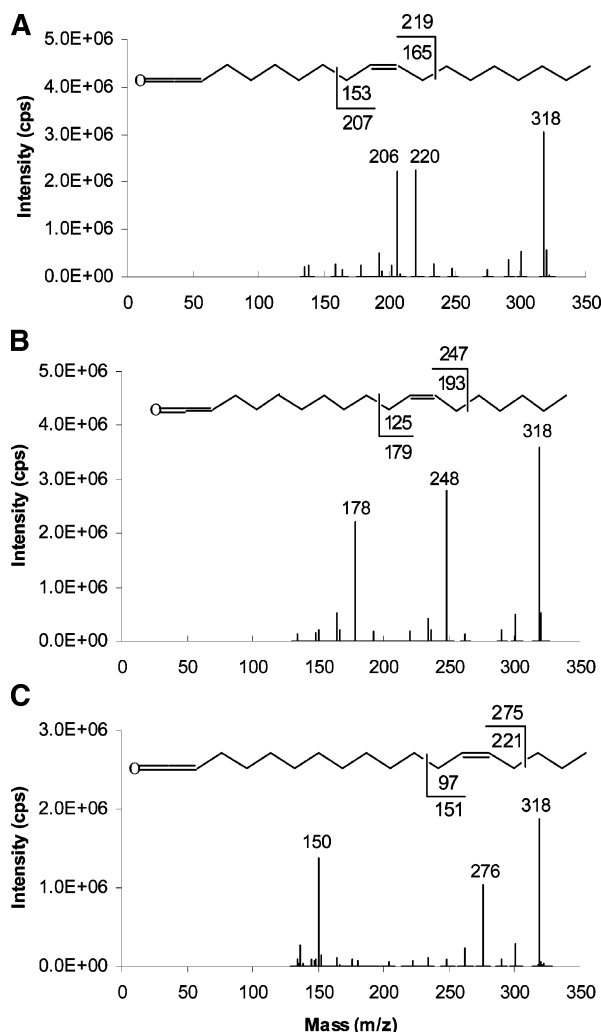 A
219
165
153
207
O
5.0E+06
4.0E+06
3.0E+06
2.0E+06
1.0E+06
0.0E+00
Intensity (cps)
206 220
318
0 50 100 150 200 250 300 350
B
247
193
125
179
O
5.0E+06
4.0E+06
3.0E+06
2.0E+06
1.0E+06
0.0E+00
Intensity (cps)
178
248
318
0 50 100 150 200 250 300 350
C
275
221
97
151
O
3.0E+06
2.0E+06
1.0E+06
0.0E+00
Intensity (cps)
150
276
318
0 50 100 150 200 250 300 350
Mass (m/z)